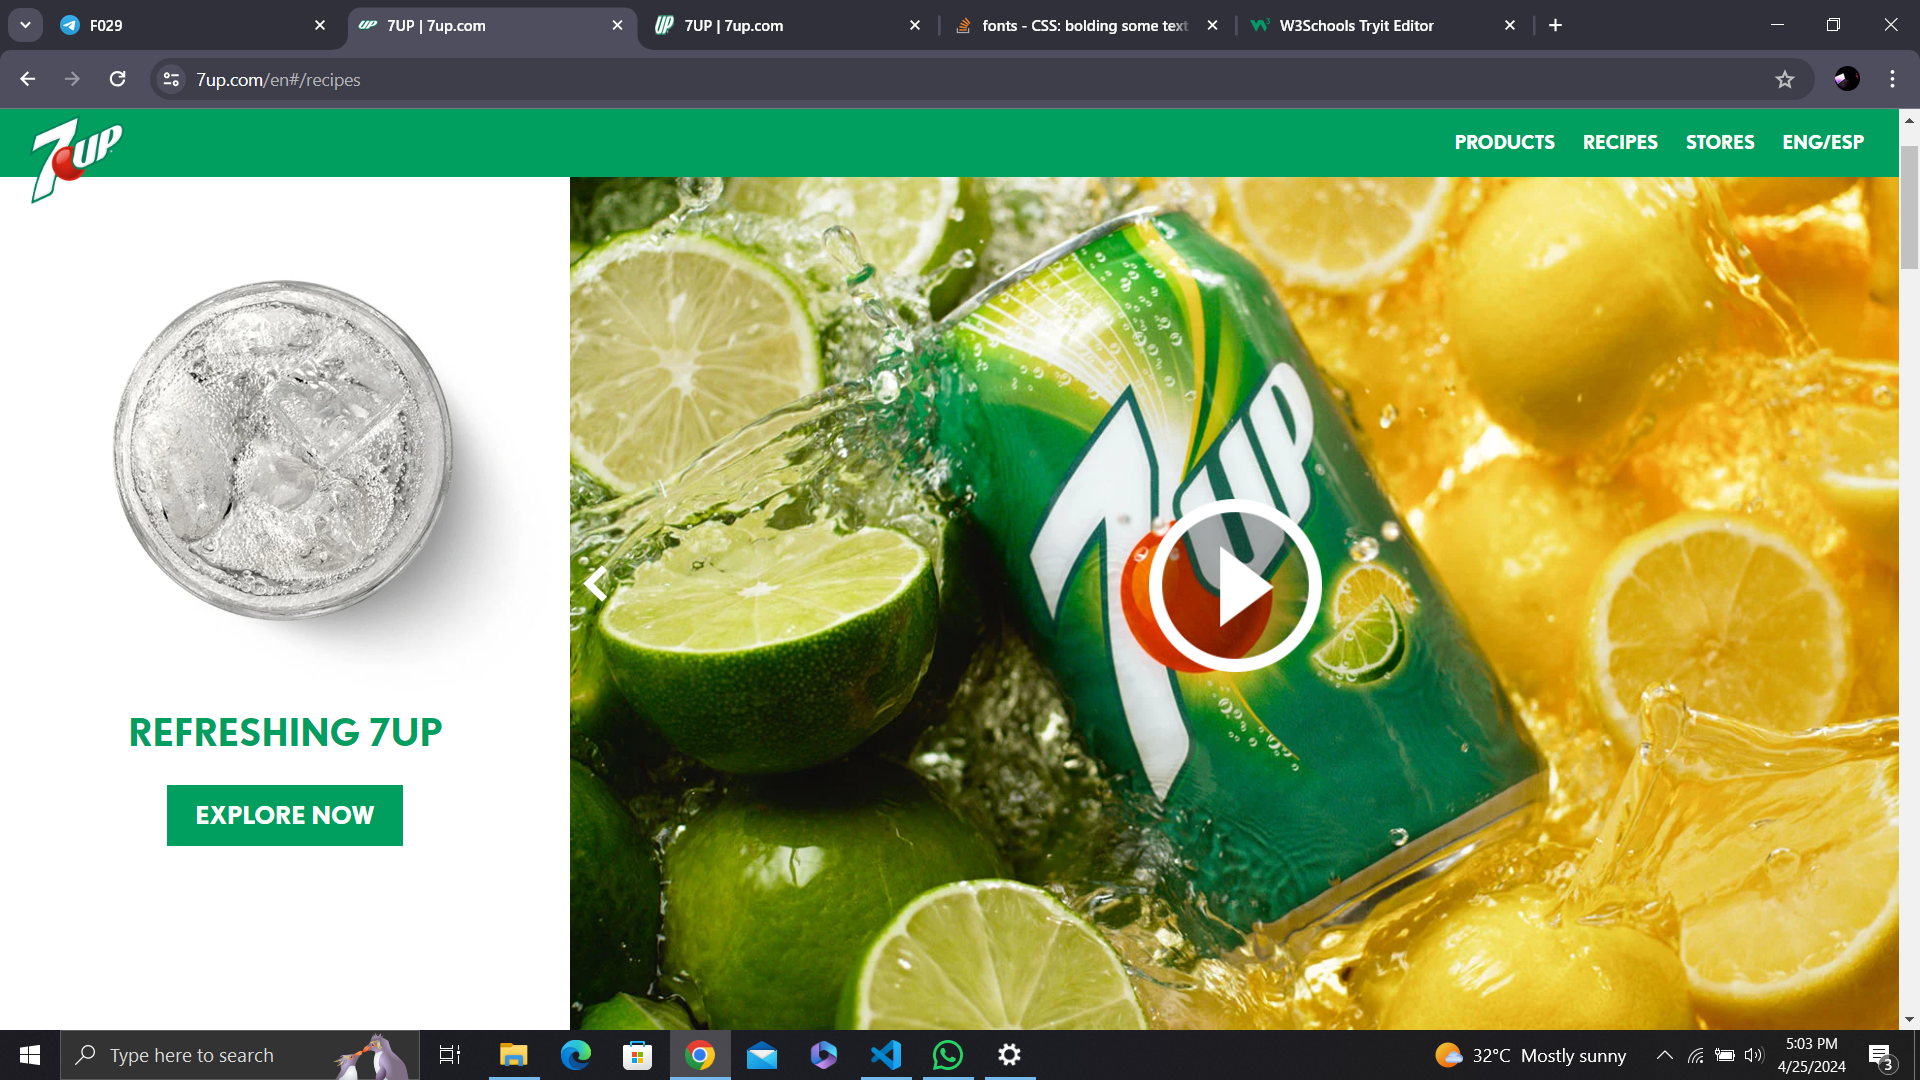 F029
7UP | 7up.com
7UP | 7up.com
fonts - CSS: bolding some text
W3Schools Tryit Editor
7up.com/en#/recipes
7UP
PRODUCTS
RECIPES
STORES
ENG/ESP
7UP
REFRESHING 7UP
EXPLORE NOW
Type here to search
32°C Mostly sunny
5:03 PM
4/25/2024
3